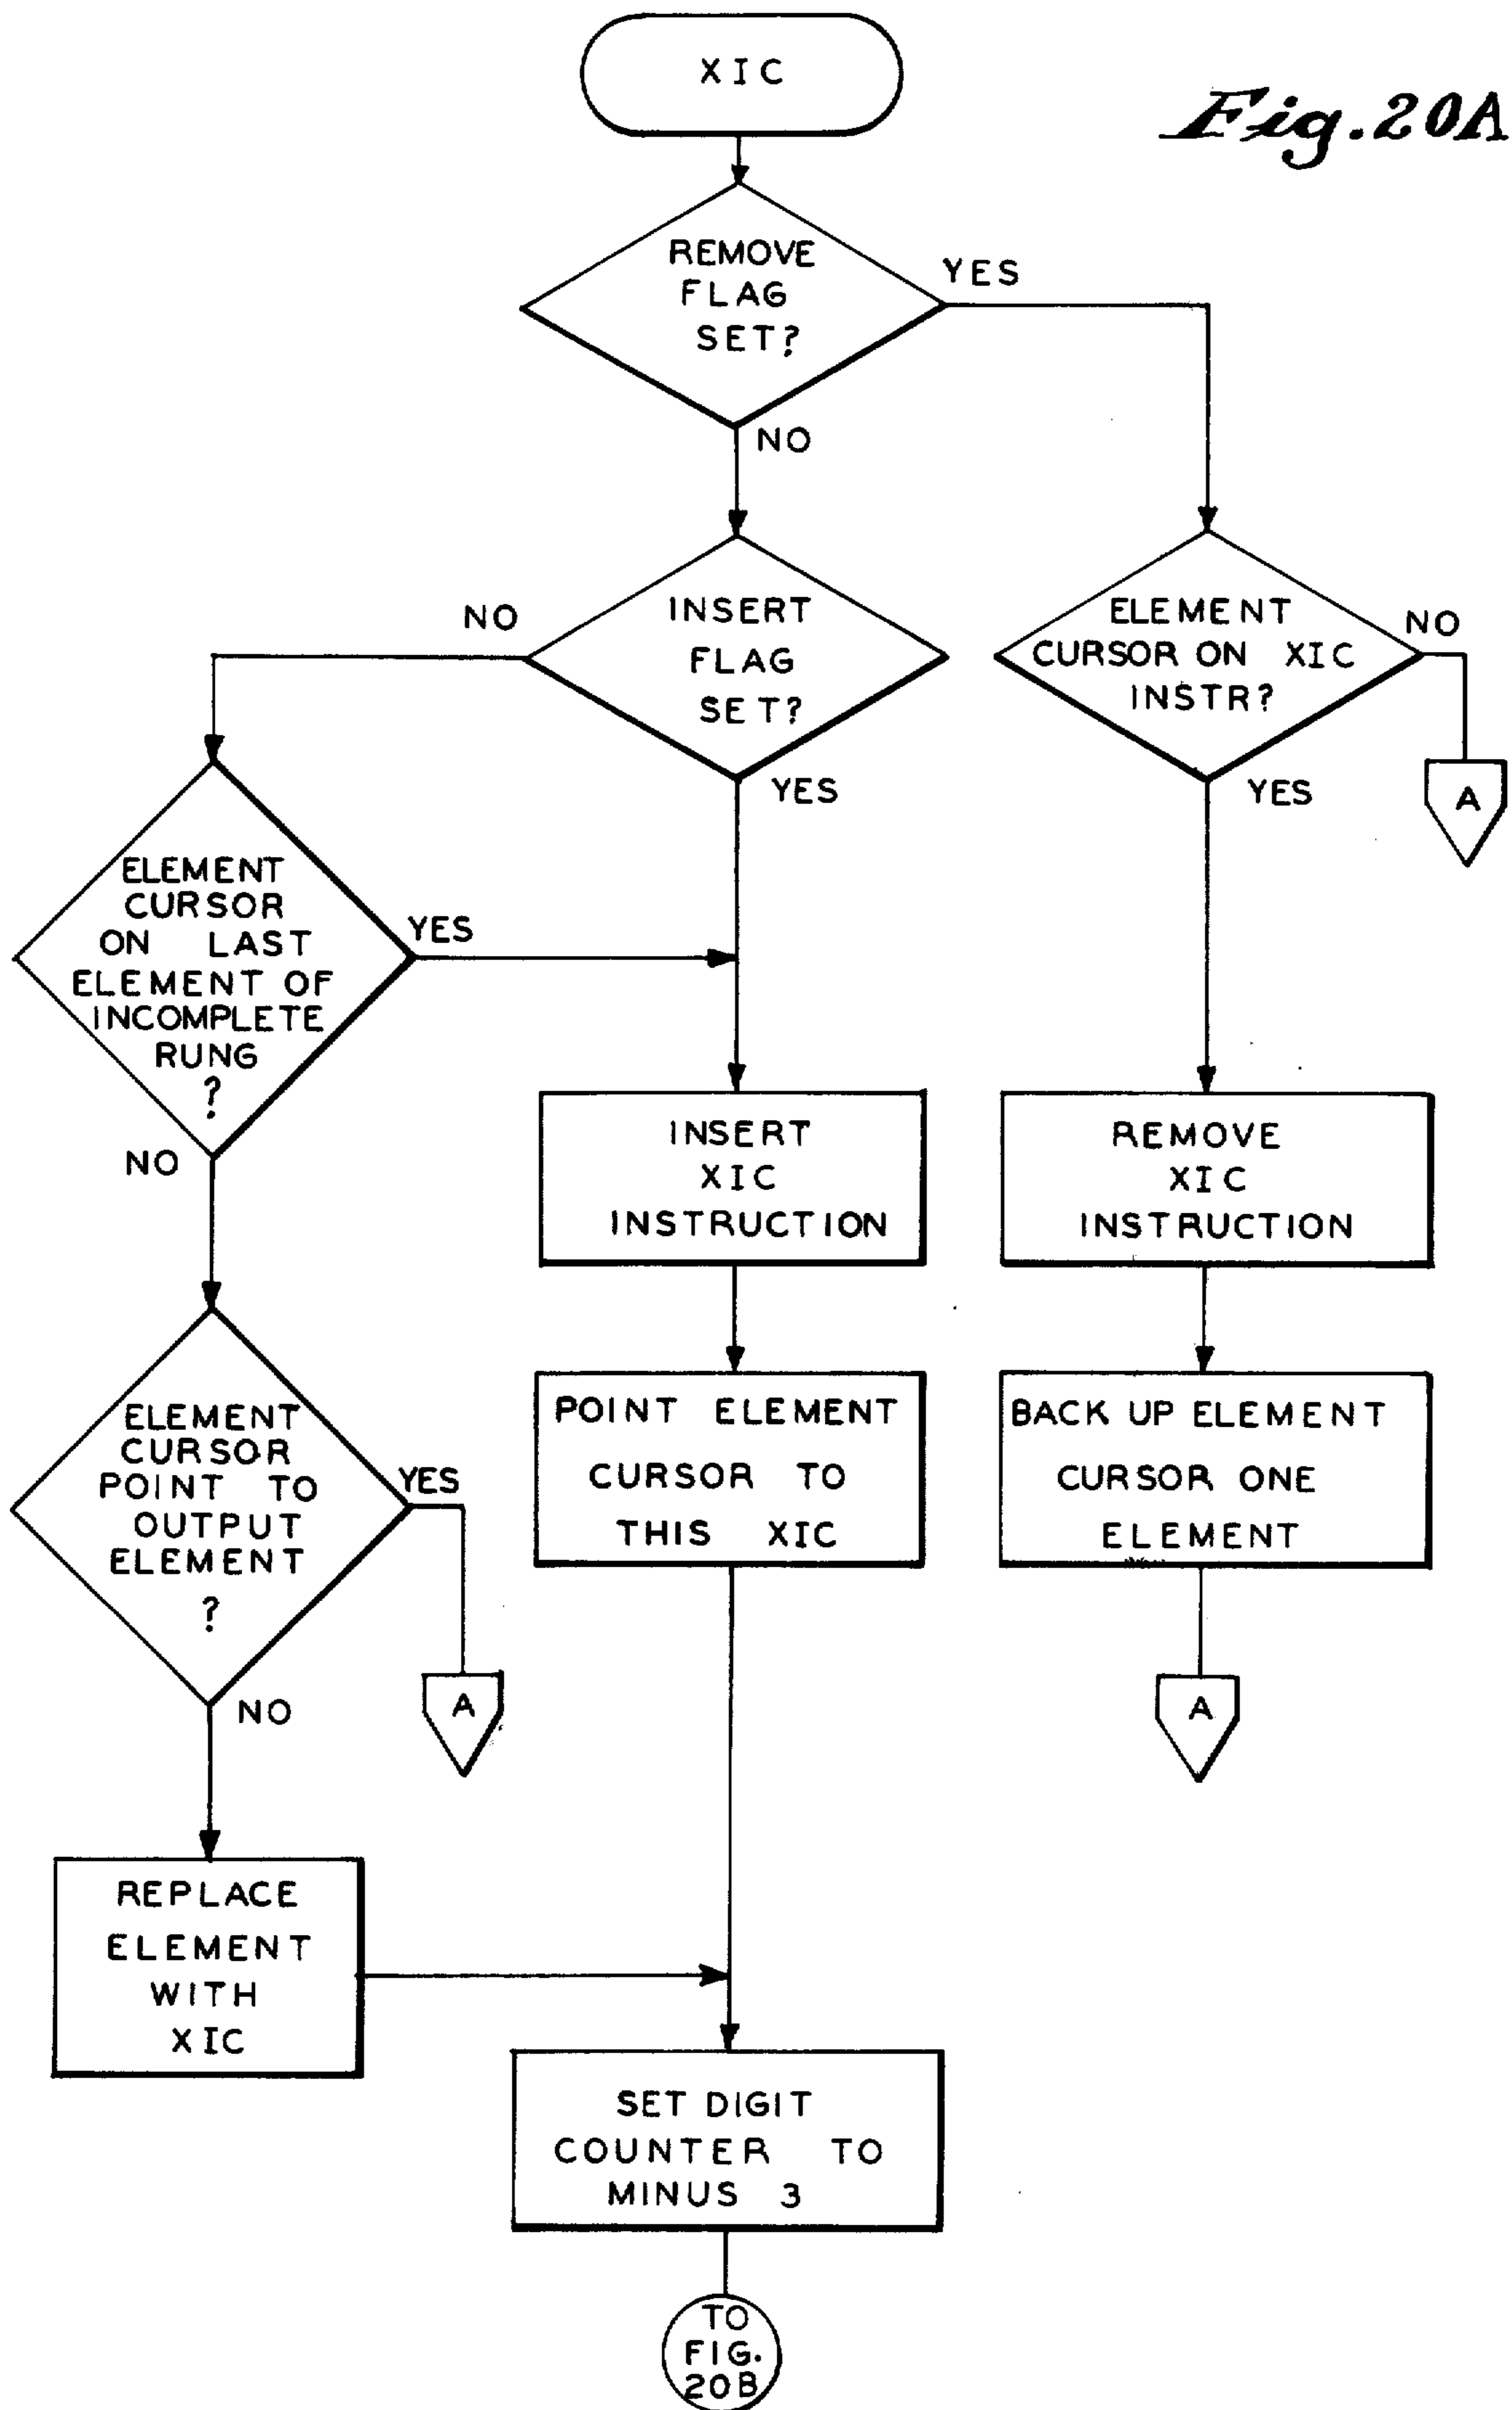 XIC
Fig. 20A
REMOVE
FLAG
SET?
YES
NO
INSERT
FLAG
SET?
NO
YES
ELEMENT
CURSOR ON XIC
INSTR?
NO
YES
A
ELEMENT
CURSOR
ON LAST
ELEMENT OF
INCOMPLETE
RUNG
?
YES
NO
INSERT
XIC
INSTRUCTION
REMOVE
XIC
INSTRUCTION
ELEMENT
CURSOR
POINT TO
OUTPUT
ELEMENT
?
YES
NO
A
POINT ELEMENT
CURSOR TO
THIS XIC
BACK UP ELEMENT
CURSOR ONE
ELEMENT
A
REPLACE
ELEMENT
WITH
XIC
SET DIGIT
COUNTER TO
MINUS 3
TO
FIG.
20B